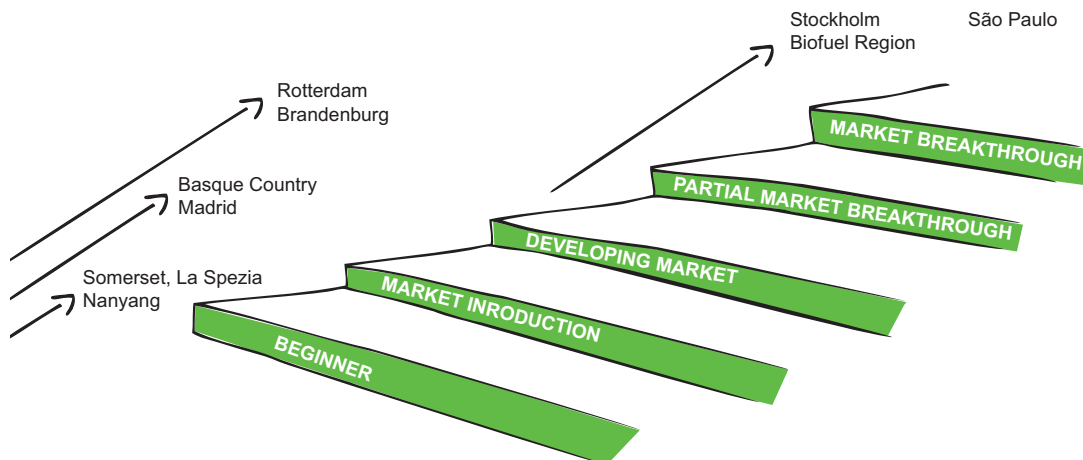 Stockholm
Biofuel Region
São Paulo
Rotterdam
Brandenburg
Basque Country
Madrid
Somerset, La Spezia
Nanyang
MARKET BREAKTHROUGH
PARTIAL MARKET BREAKTHROUGH
DEVELOPING MARKET
MARKET INRODUCTION
BEGINNER